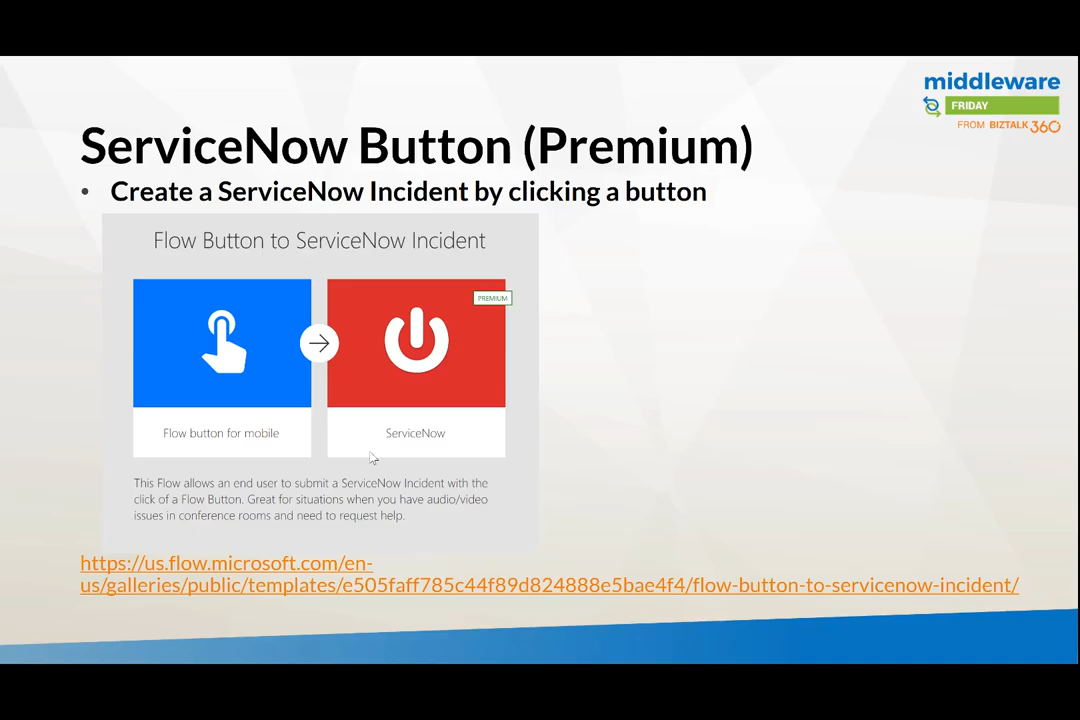 middleware
FRIDAY
FROM BIZTALK 360
ServiceNow Button (Premium)
• Create a ServiceNow Incident by clicking a button
Flow Button to ServiceNow Incident
PREMIUM
Flow button for mobile
ServiceNow
This Flow allows an end user to submit a ServiceNow Incident with the
click of a Flow Button. Great for situations when you have audio/video
issues in conference rooms and need to request help.
https://us.flow.microsoft.com/en-
us/galleries/public/templates/e505faff785c44f89d824888e5bae4f4/flow-button-to-servicenow-incident/